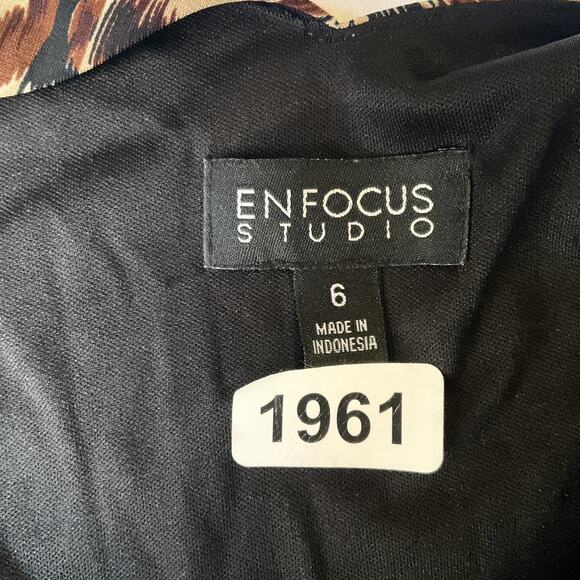 ENFOCUS
STUDIO
6
MADE IN
INDONESIA
1961